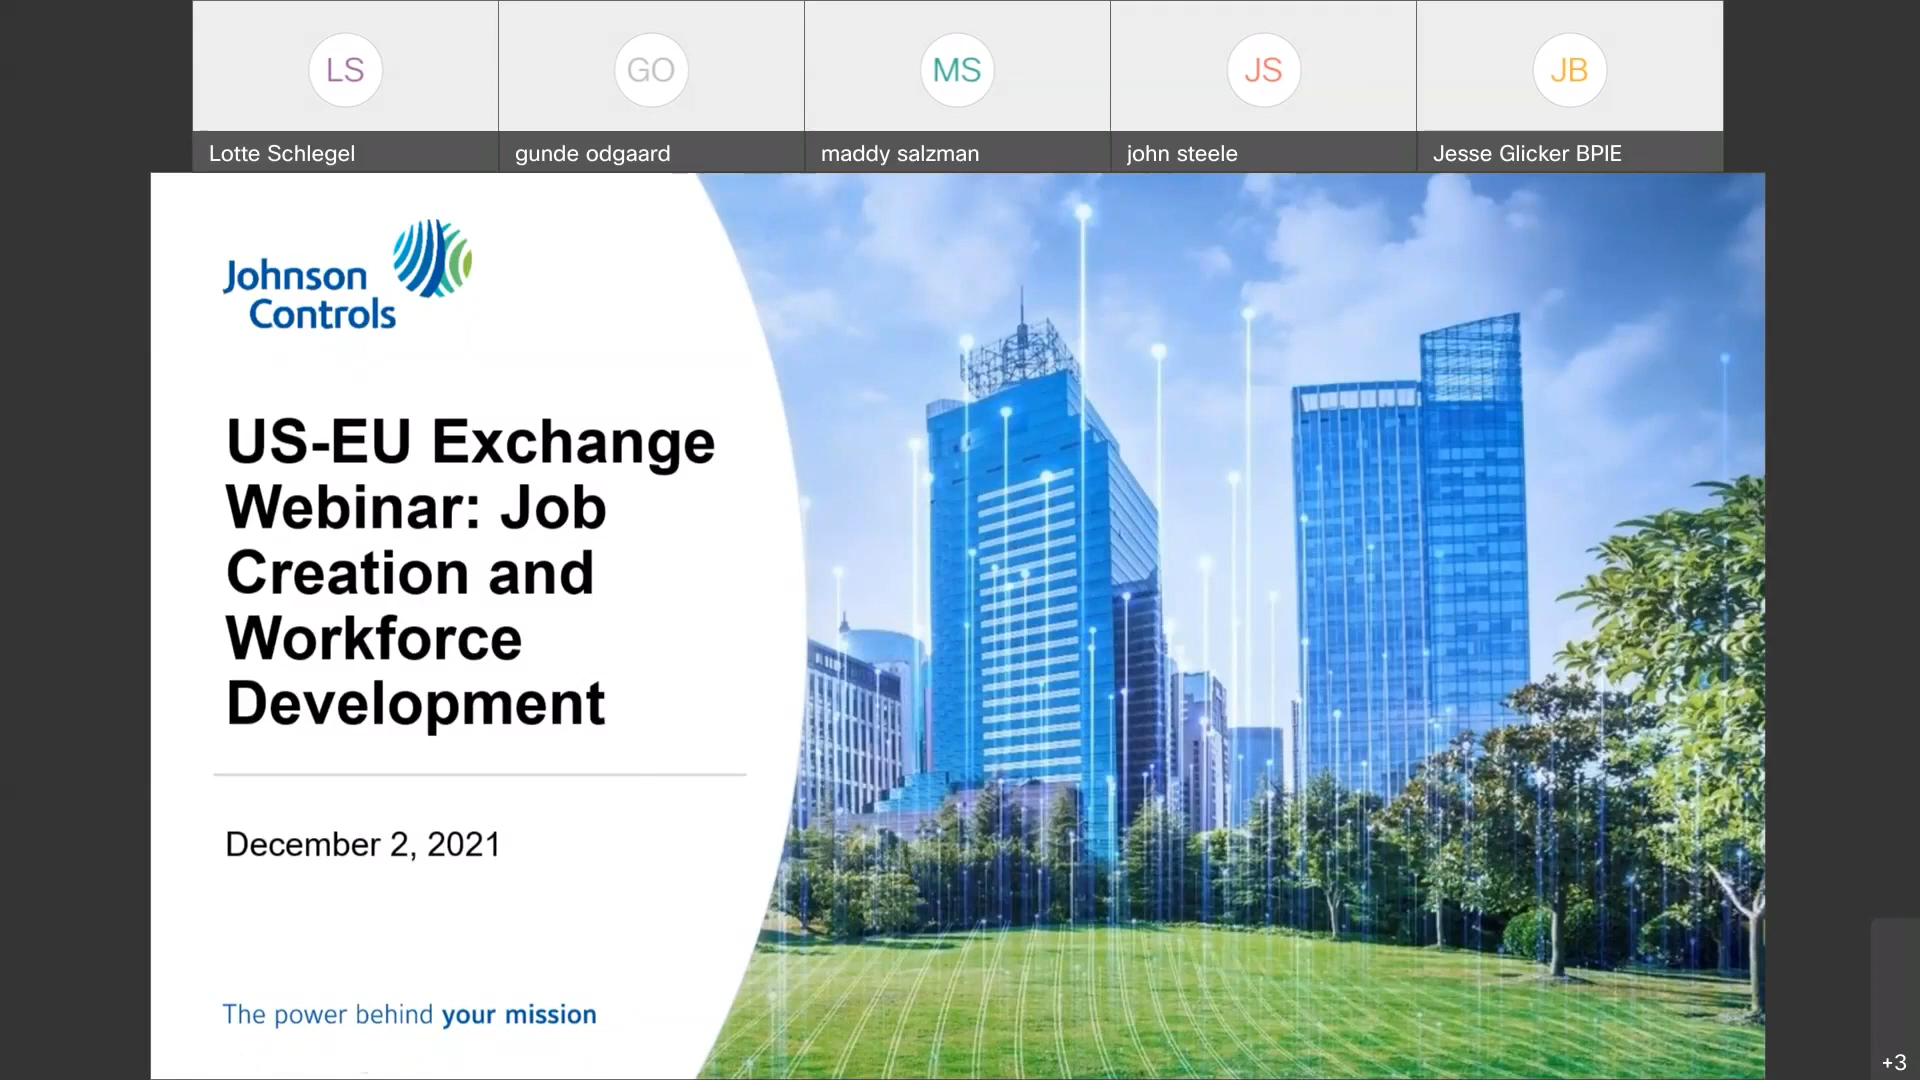 LS
GO
MS
JS
JB
Lotte Schlegel
gunde odgaard
maddy salzman
john steele
Jesse Glicker BPIE
Johnson
Controls
US-EU Exchange
Webinar: Job
Creation and
Workforce
Development
December 2, 2021
The power behind your mission
+3